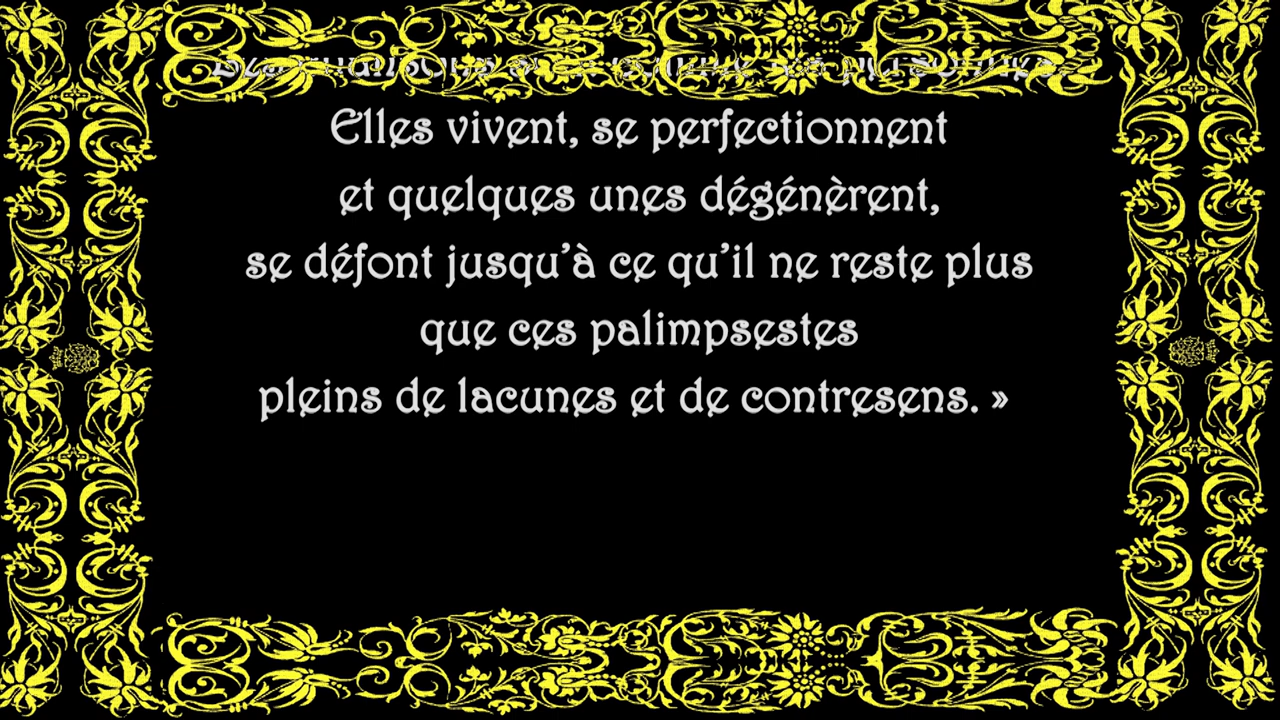 Elles vivent, se perfectionnent
et quelques unes dégénèrent,
se défont jusqu’à ce qu’il ne reste plus
que ces palimpsestes
pleins de lacunes et de contresens. »